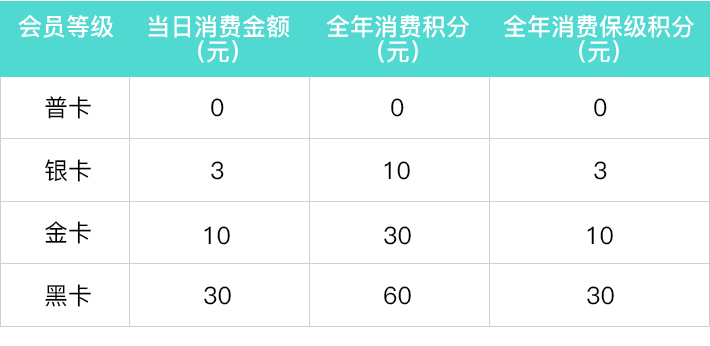 会员等级 当日消费金额 全年消费积分 全年消费保级积分
（元） （元） （元）
普卡 0 0 0
银卡 3 10 3
金卡 10 30 10
黑卡 30 60 30